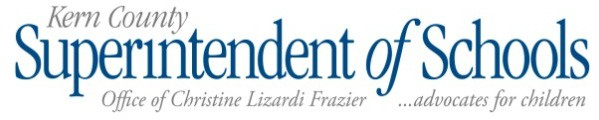 Kern County
Superintendent of Schools
Office of Christine Lizardi Frazier ...advocates for children